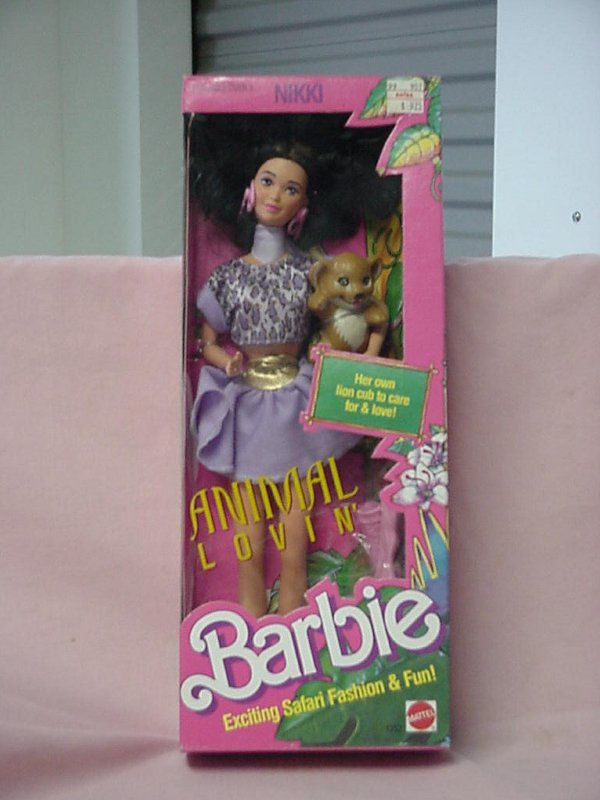 NIKKI
Her own
lion cub to care
for & love!
ANIMAL
LOVIN'
Barbie
Exciting Safari Fashion & Fun!
MATTEL